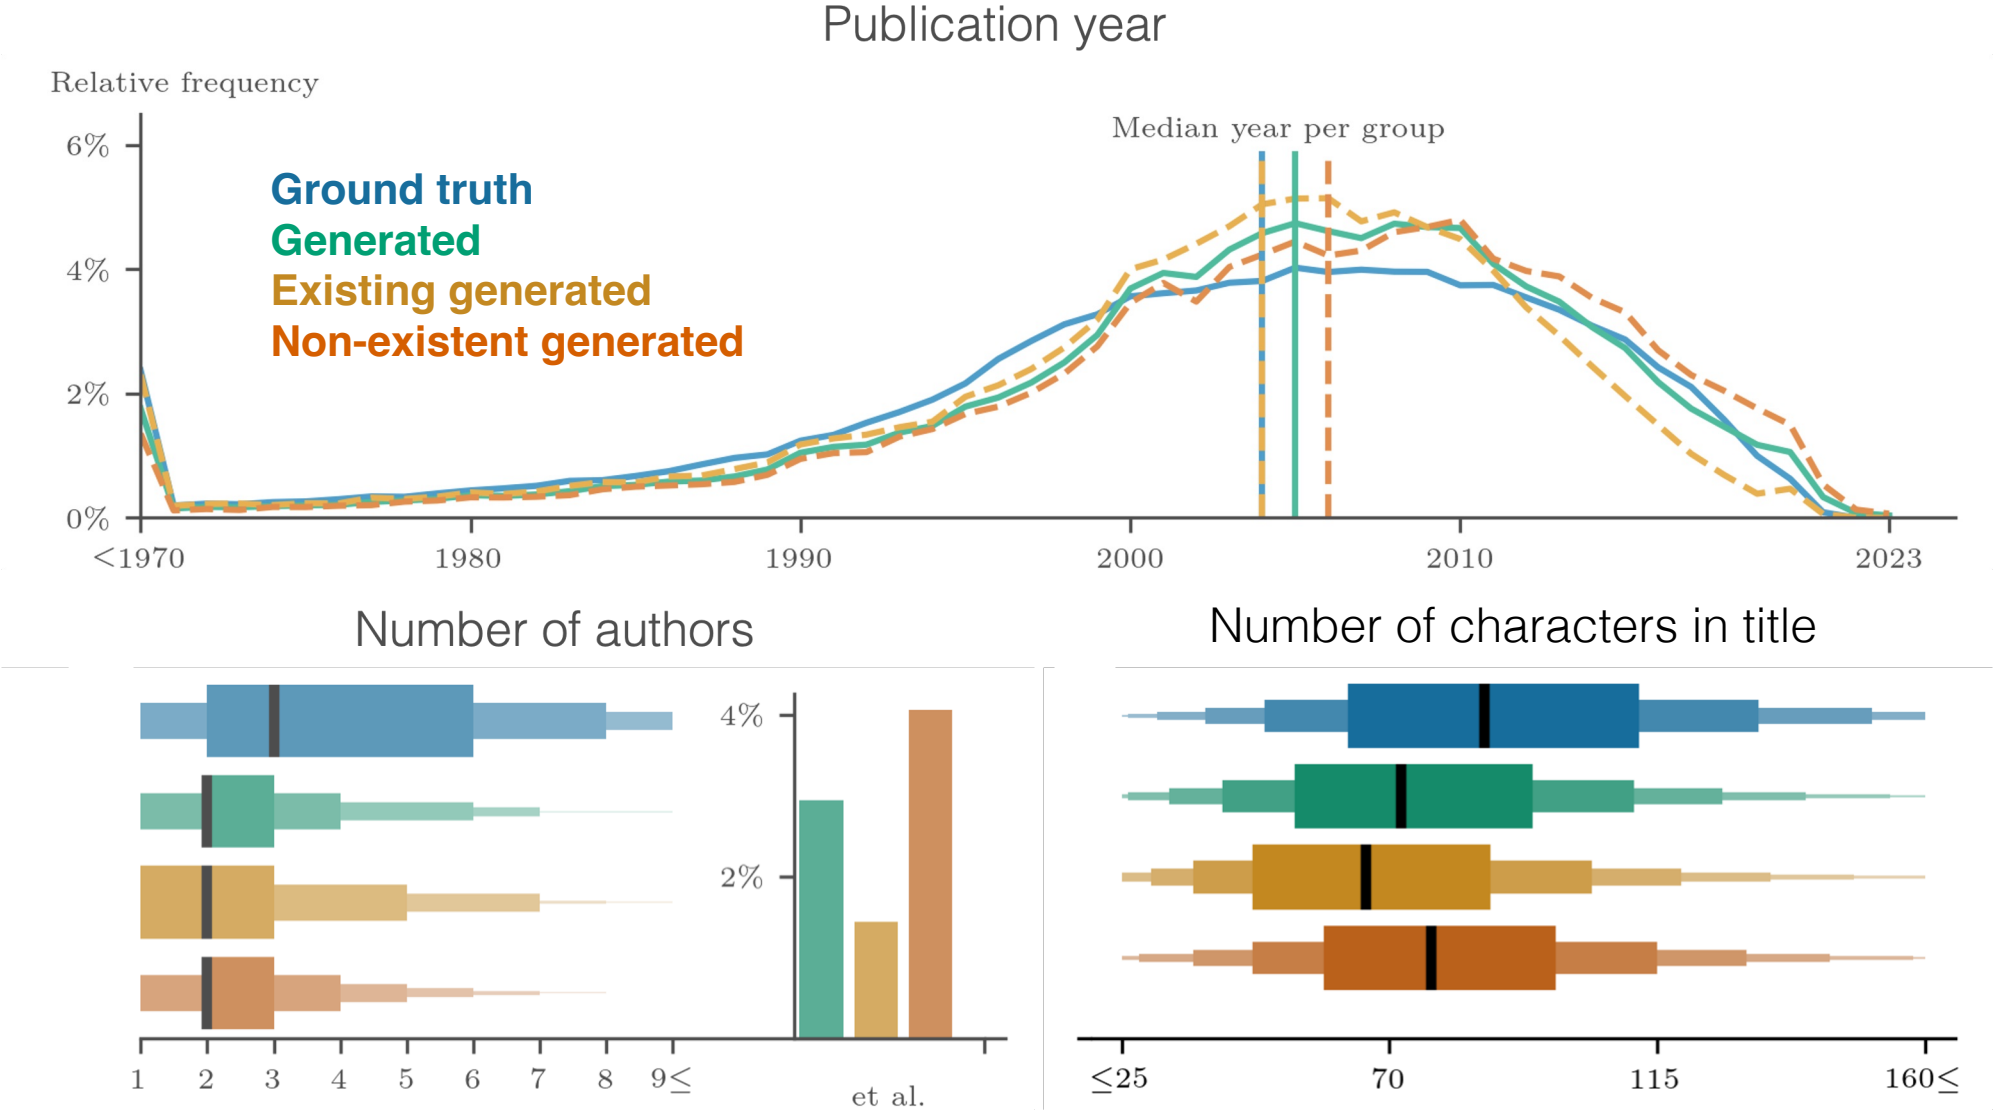 Publication year
Relative frequency
Median year per group
6%
Ground truth
Generated
4%
Existing generated
Non-existent generated
2%
0%
<1970 1980 1990 2000 2010 2023
Number of authors
Number of characters in title
4%
2%
1 2 3 4 5 6 7 8 9≤
et al.
≤25 70 115 160≤